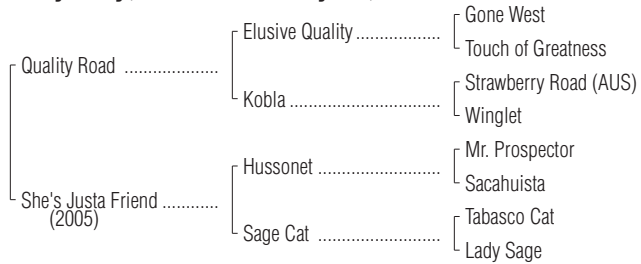 Gone West
Elusive Quality ..................
Touch of Greatness
Quality Road ....................
Strawberry Road (AUS)
Kobla ................................
Winglet
Mr. Prospector
Hussonet ..........................
Sacahuista
She's Justa Friend ............
(2005)
Tabasco Cat
Sage Cat ..........................
Lady Sage